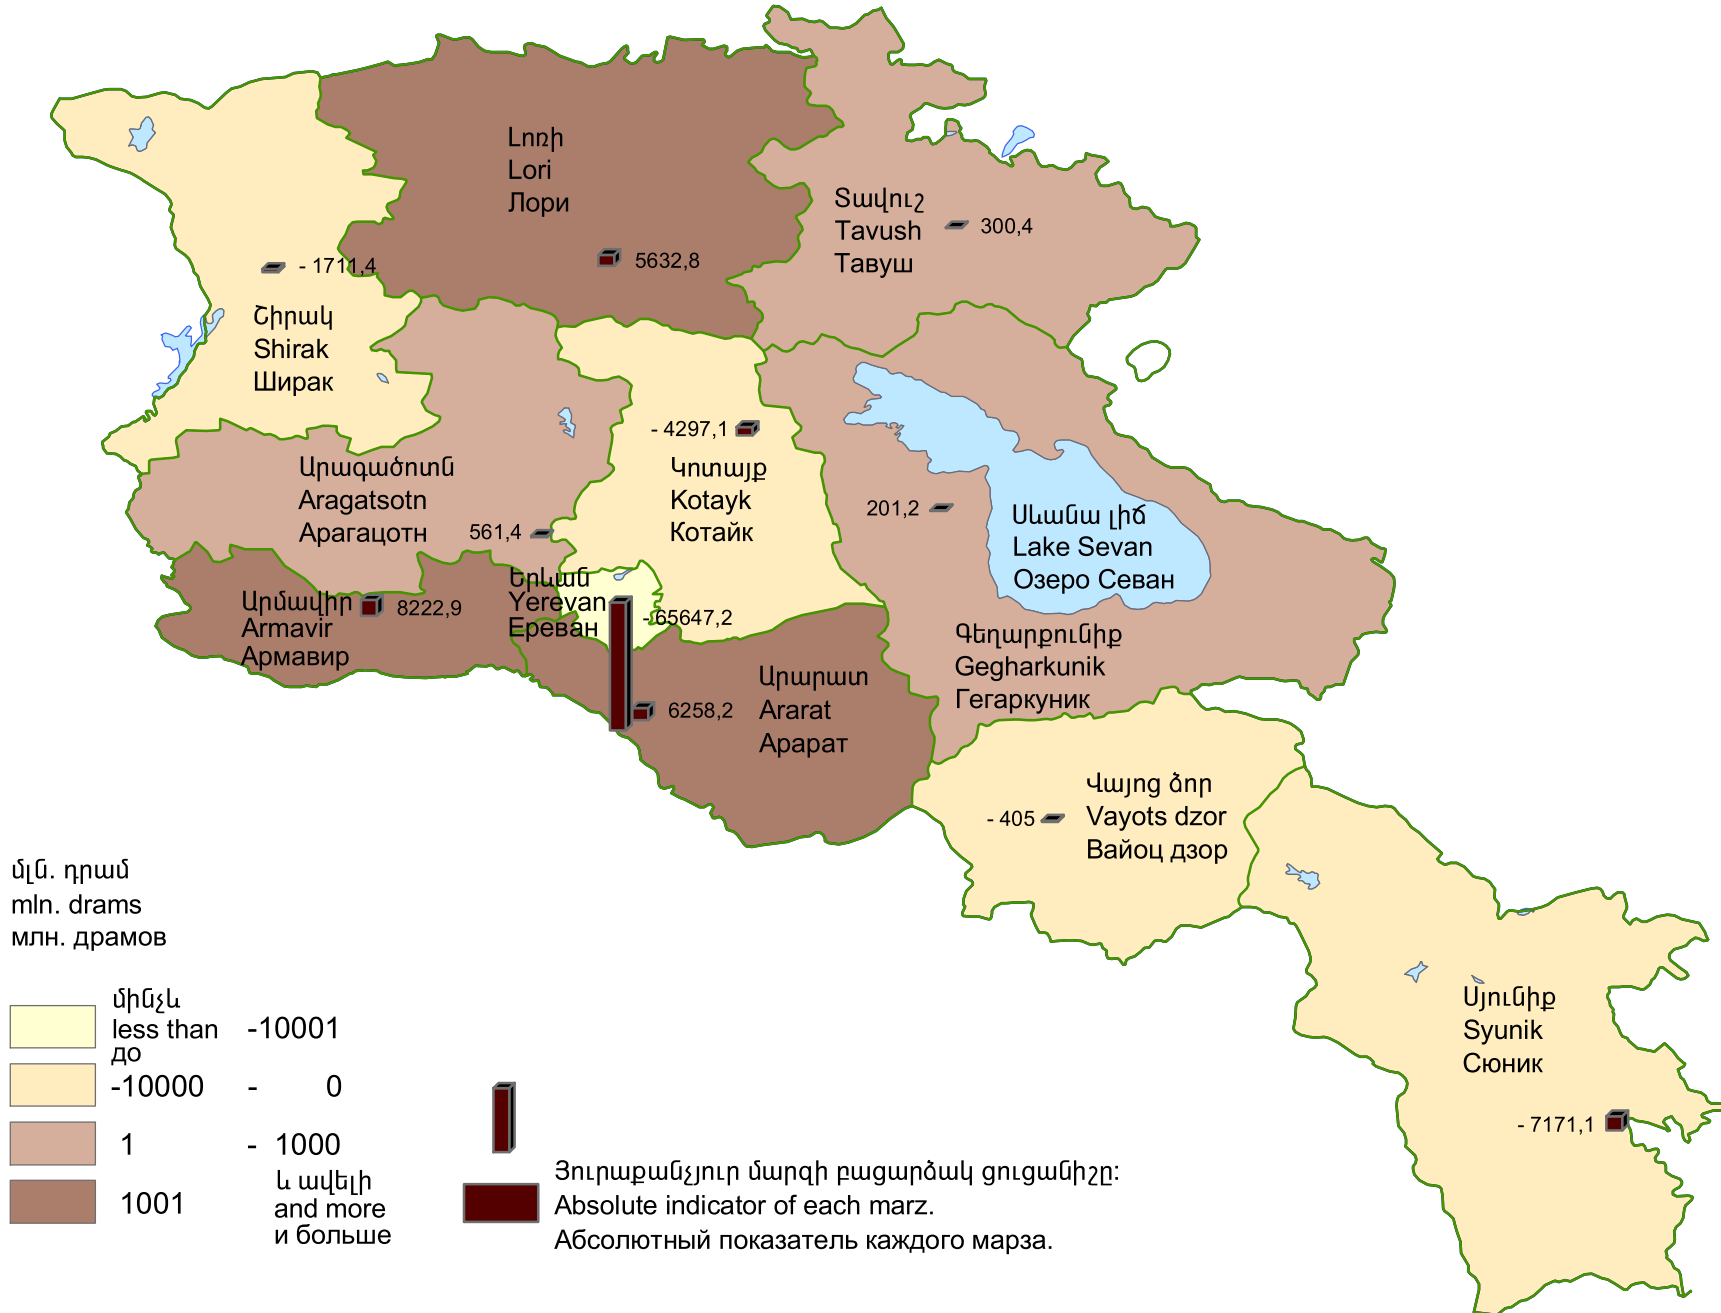 Լոռի
Lori
Лори
5632,8
Տավուշ
Tavush
Тавуш
300,4
- 1711,4
Շիրակ
Shirak
Ширак
- 4297,1
Կոտայք
Kotayk
Котайк
Արագածոտն
Aragatsotn
Арагацотн
561,4
201,2
Սևանա լիճ
Lake Sevan
Озеро Севан
Երևան
Yerevan
Ереван
- 65647,2
Արմավիր
Armavir
Армавир
8222,9
Գեղարքունիք
Gegharkunik
Гегаркуник
Արարատ
Ararat
Арарат
6258,2
Վայոց ձոր
Vayots dzor
Вайоц дзор
- 405
Սյունիք
Syunik
Сюник
- 7171,1
մլն. դրամ
mln. drams
млн. драмов
մինչև
less than -10001
до
-10000 - 0
1 - 1000
1001 և ավելի
and more
и больше
Յուրաքանչյուր մարզի բացարձակ ցուցանիշը:
Absolute indicator of each marz.
Абсолютный показатель каждого марза.